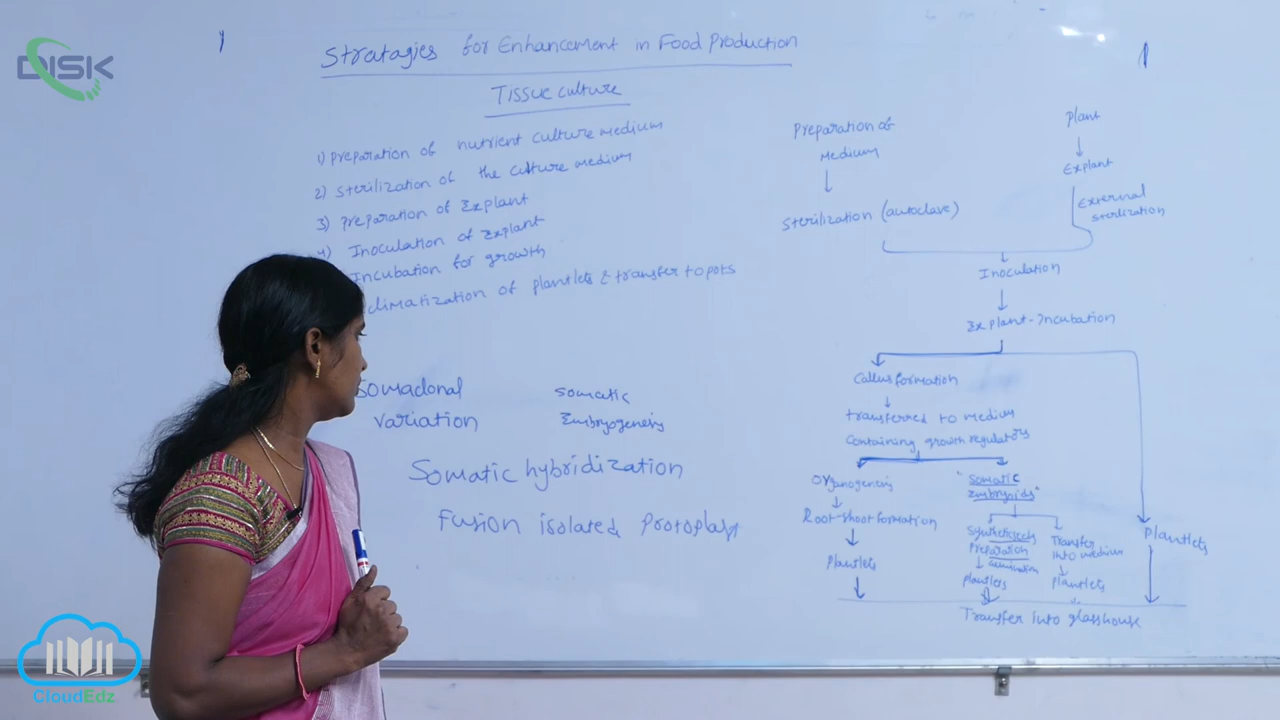 DISK
Stratagies for Enhancement in Food Production
Tissue culture
1) Preparation of nutrient culture medium
2) Sterilization of the culture medium
3) Preparation of Explant
4) Inoculation of Explant
Incubation for growth
climatization of plantlets & transfer to pots
Somaclonal
variation
Somatic
Embryogenesis
Somatic hybridization
Fusion isolated Protoplast
Preparation of
medium
Sterilization (autoclave)
Plant
Explant
External
sterlization
Inoculation
Explant-Incubation
Callus formation
transferred to medium
Containing growth regulators
Organogenesis
Root-shoot formation
Plantlets
"Somatic
Embryoids"
Synthetic seeds
Preparation
Plantlets
Transfer
into medium
Plantlets
Plantlets
Transfer into glasshouse
CloudEdz